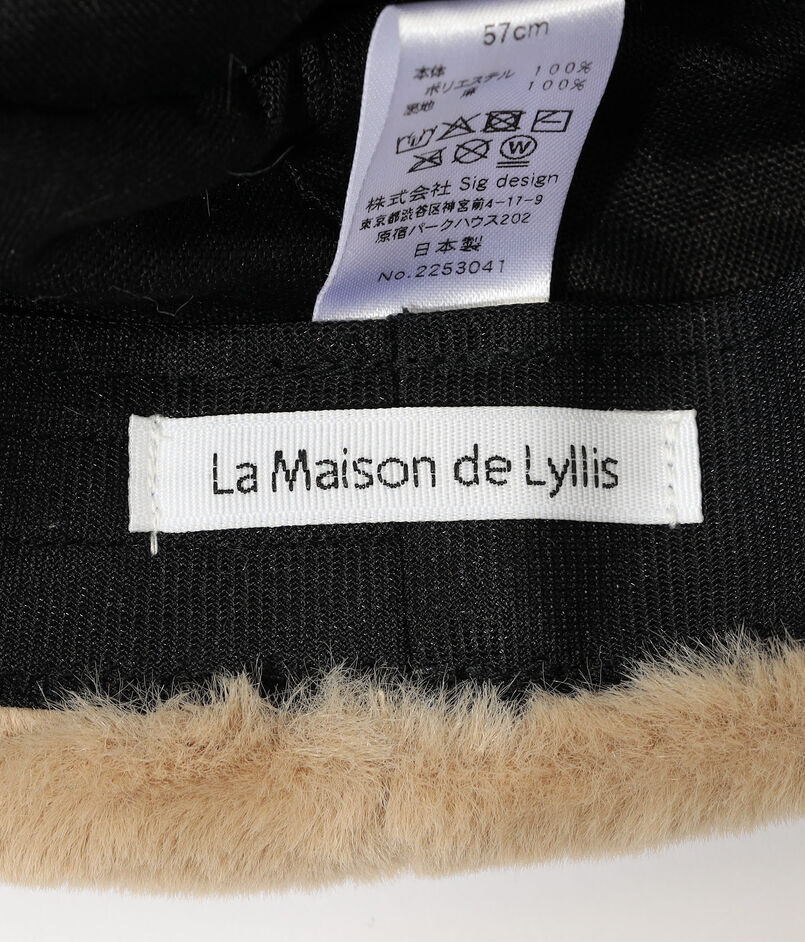 57cm
本体
ポリエステル 100%
裏地 麻 100%
W
株式会社 Sig design
東京都渋谷区神宮前4-17-9
原宿パークハウス202
日本製
No.2253041
La Maison de Lyllis